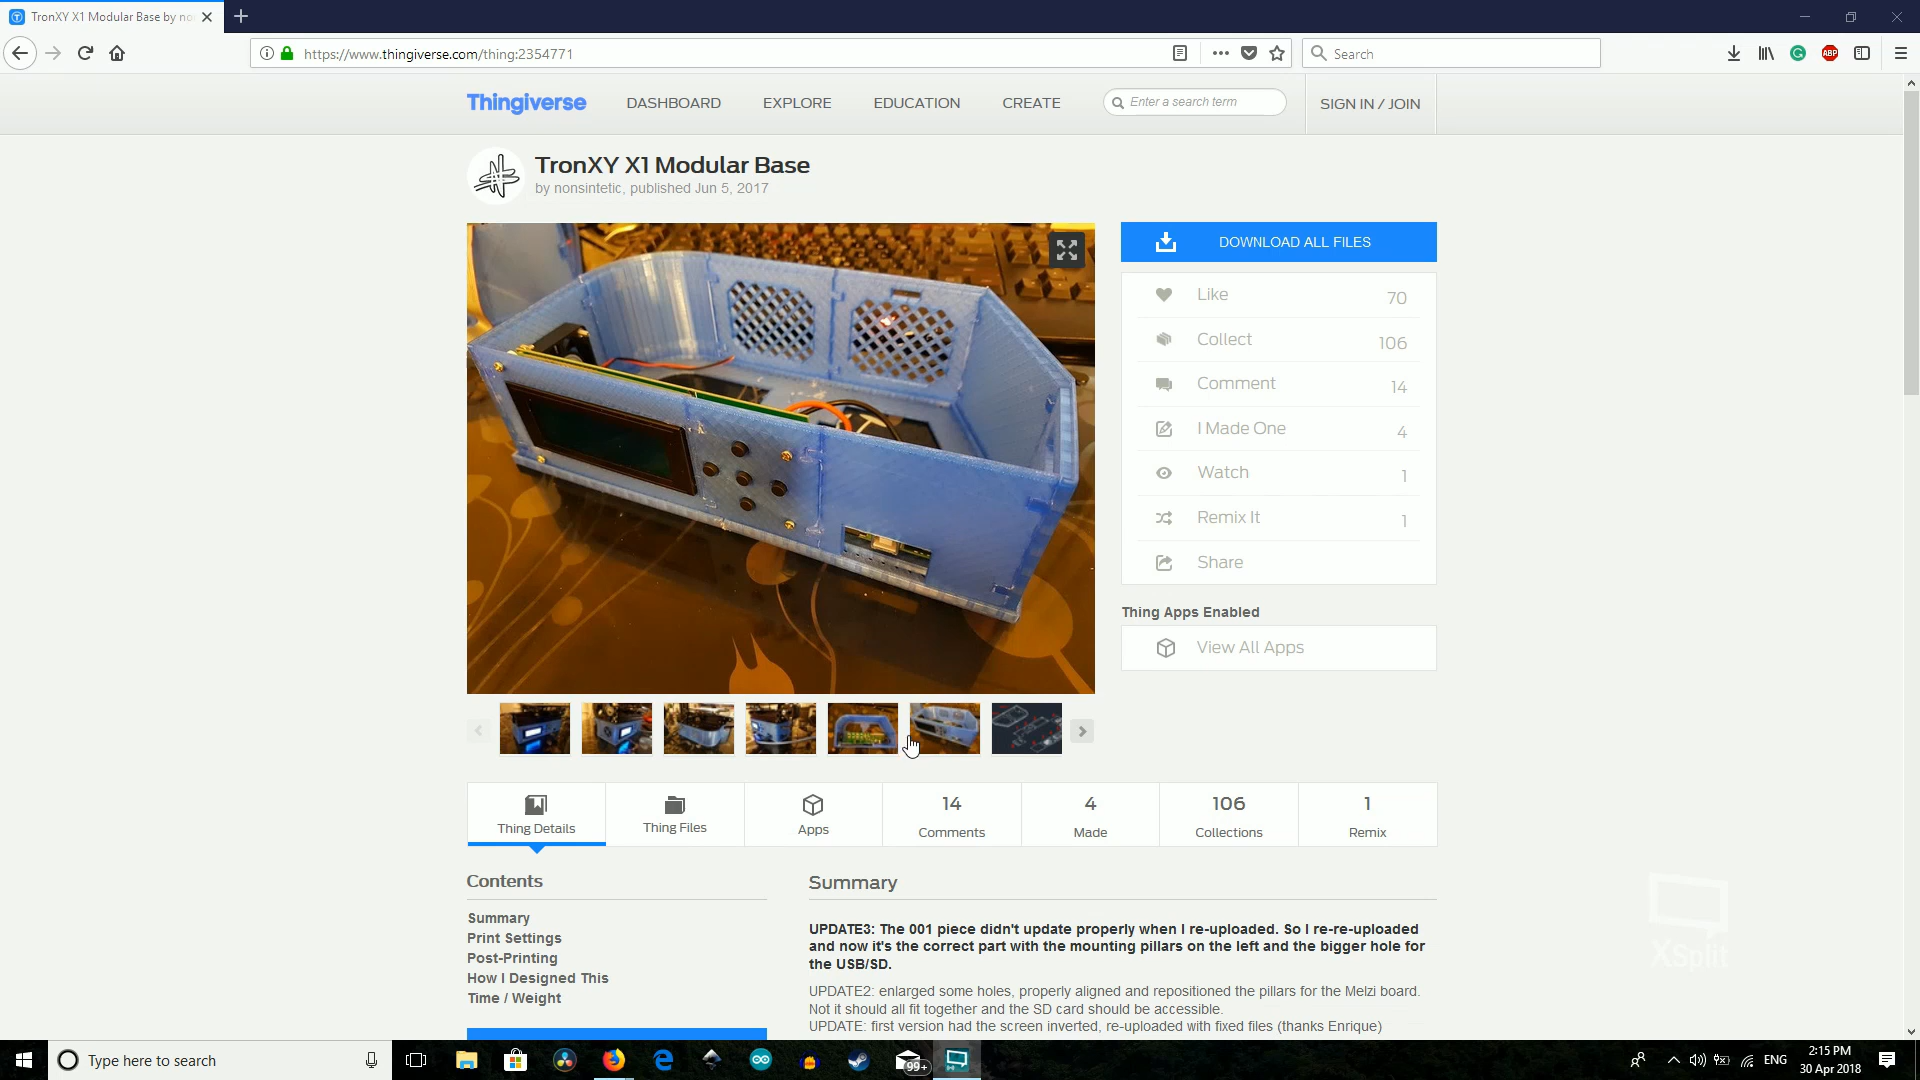 TronXY X1 Modular Base by no
https://www.thingiverse.com/thing:2354771
Search
ABP
Thingiverse
DASHBOARD
EXPLORE
EDUCATION
CREATE
Enter a search term
SIGN IN / JOIN
TronXY X1 Modular Base
by nonsintetic, published Jun 5, 2017
DOWNLOAD ALL FILES
Like 70
Collect 106
Comment 14
I Made One 4
Watch 1
Remix It 1
Share
Thing Apps Enabled
View All Apps
Thing Details
Thing Files
Apps
14 Comments
4 Made
106 Collections
1 Remix
Contents
Summary
Print Settings
Post-Printing
How I Designed This
Time / Weight
Summary
UPDATE3: The 001 piece didn't update properly when I re-uploaded. So I re-re-uploaded
and now it's the correct part with the mounting pillars on the left and the bigger hole for
the USB/SD.
UPDATE2: enlarged some holes, properly aligned and repositioned the pillars for the Melzi board.
Not it should all fit together and the SD card should be accessible.
UPDATE: first version had the screen inverted, re-uploaded with fixed files (thanks Enrique)
XSplit
Type here to search
99+
ENG
2:15 PM
30 Apr 2018